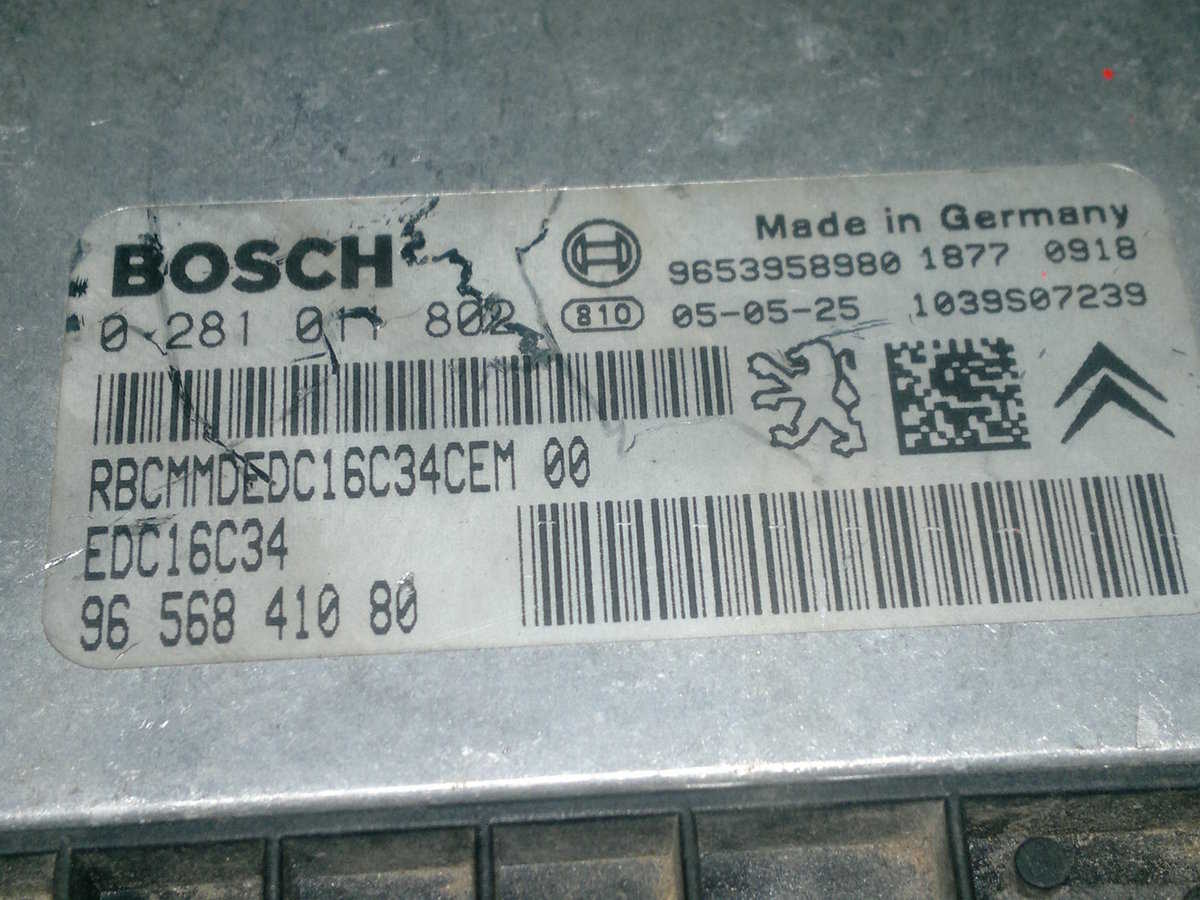 BOSCH
Made in Germany
9653958980 1877 0918
0 281 011 802
810
05-05-25 1039S07239
RBCMMDEDC16C34CEM 00
EDC16C34
96 568 410 80